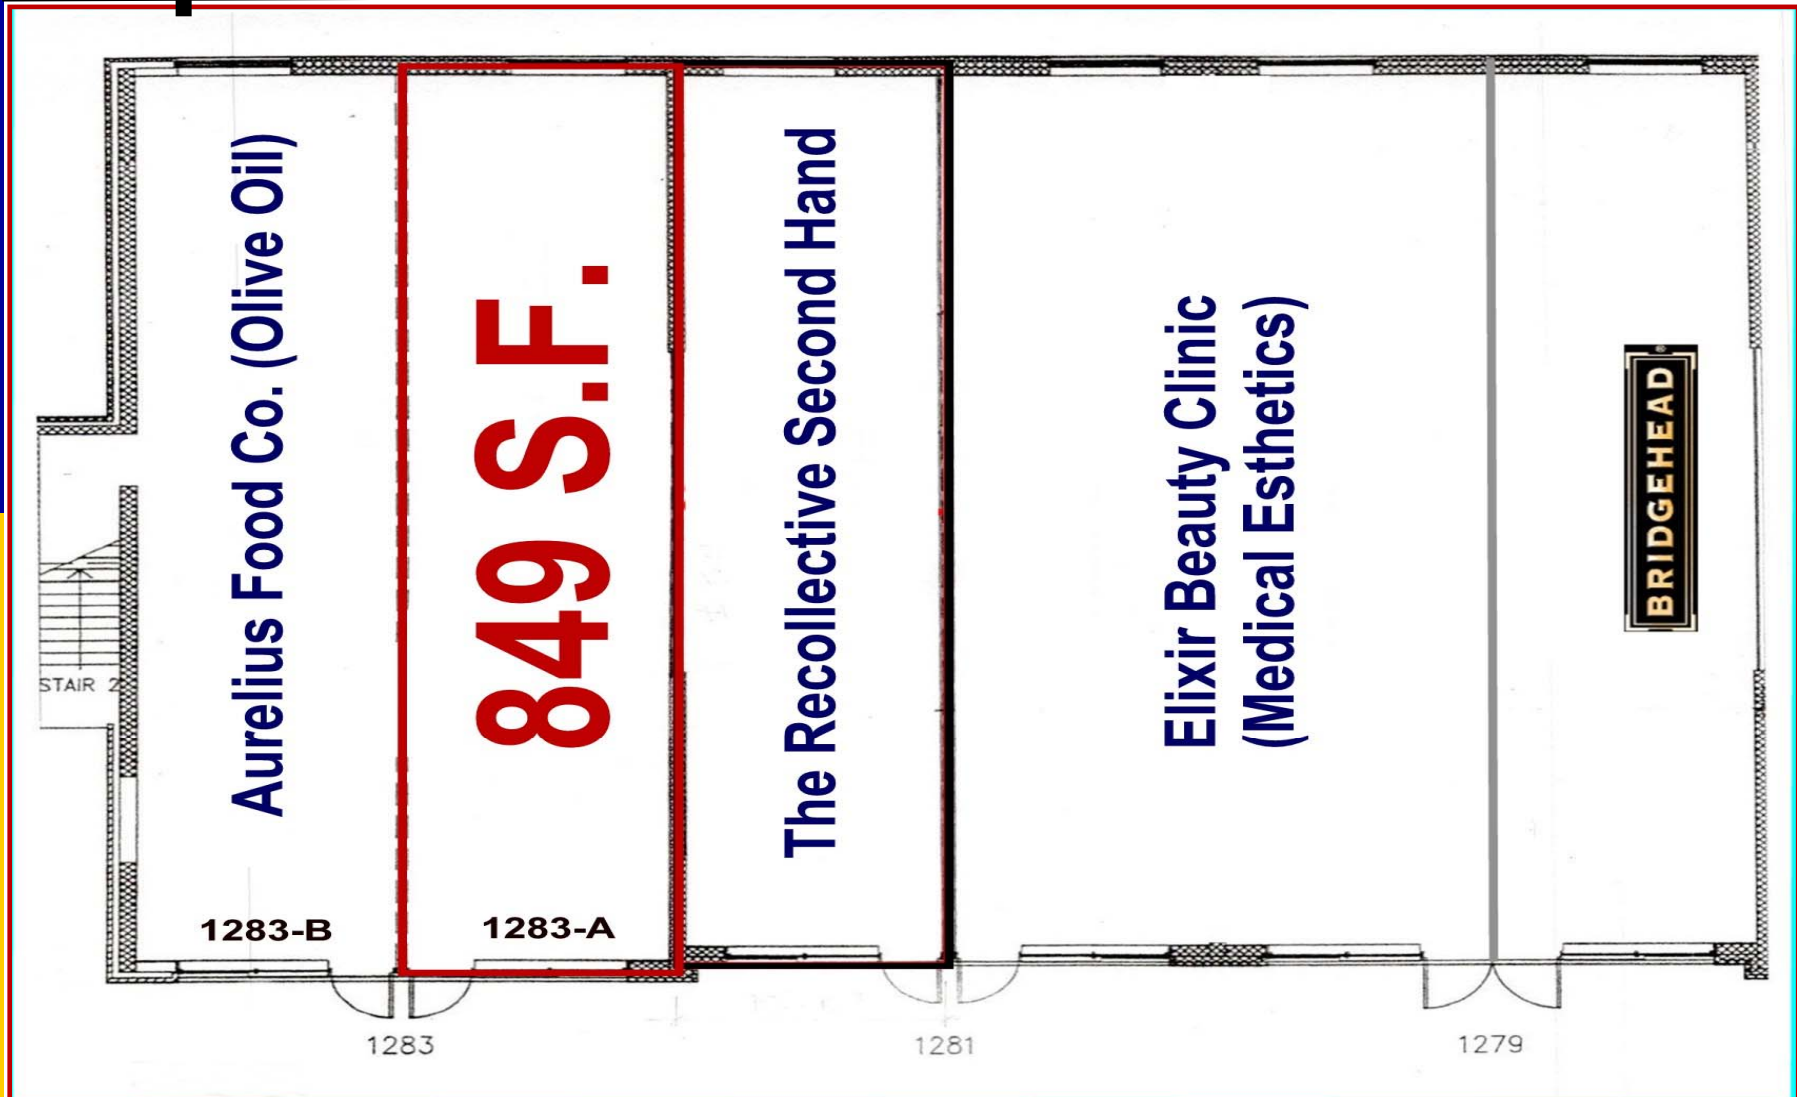 Aurelius Food Co. (Olive Oil)
849 S.F.
The Recollective Second Hand
Elixir Beauty Clinic
(Medical Esthetics)
BRIDGEHEAD
®
STAIR 2
1283-B
1283-A
1283
1281
1279